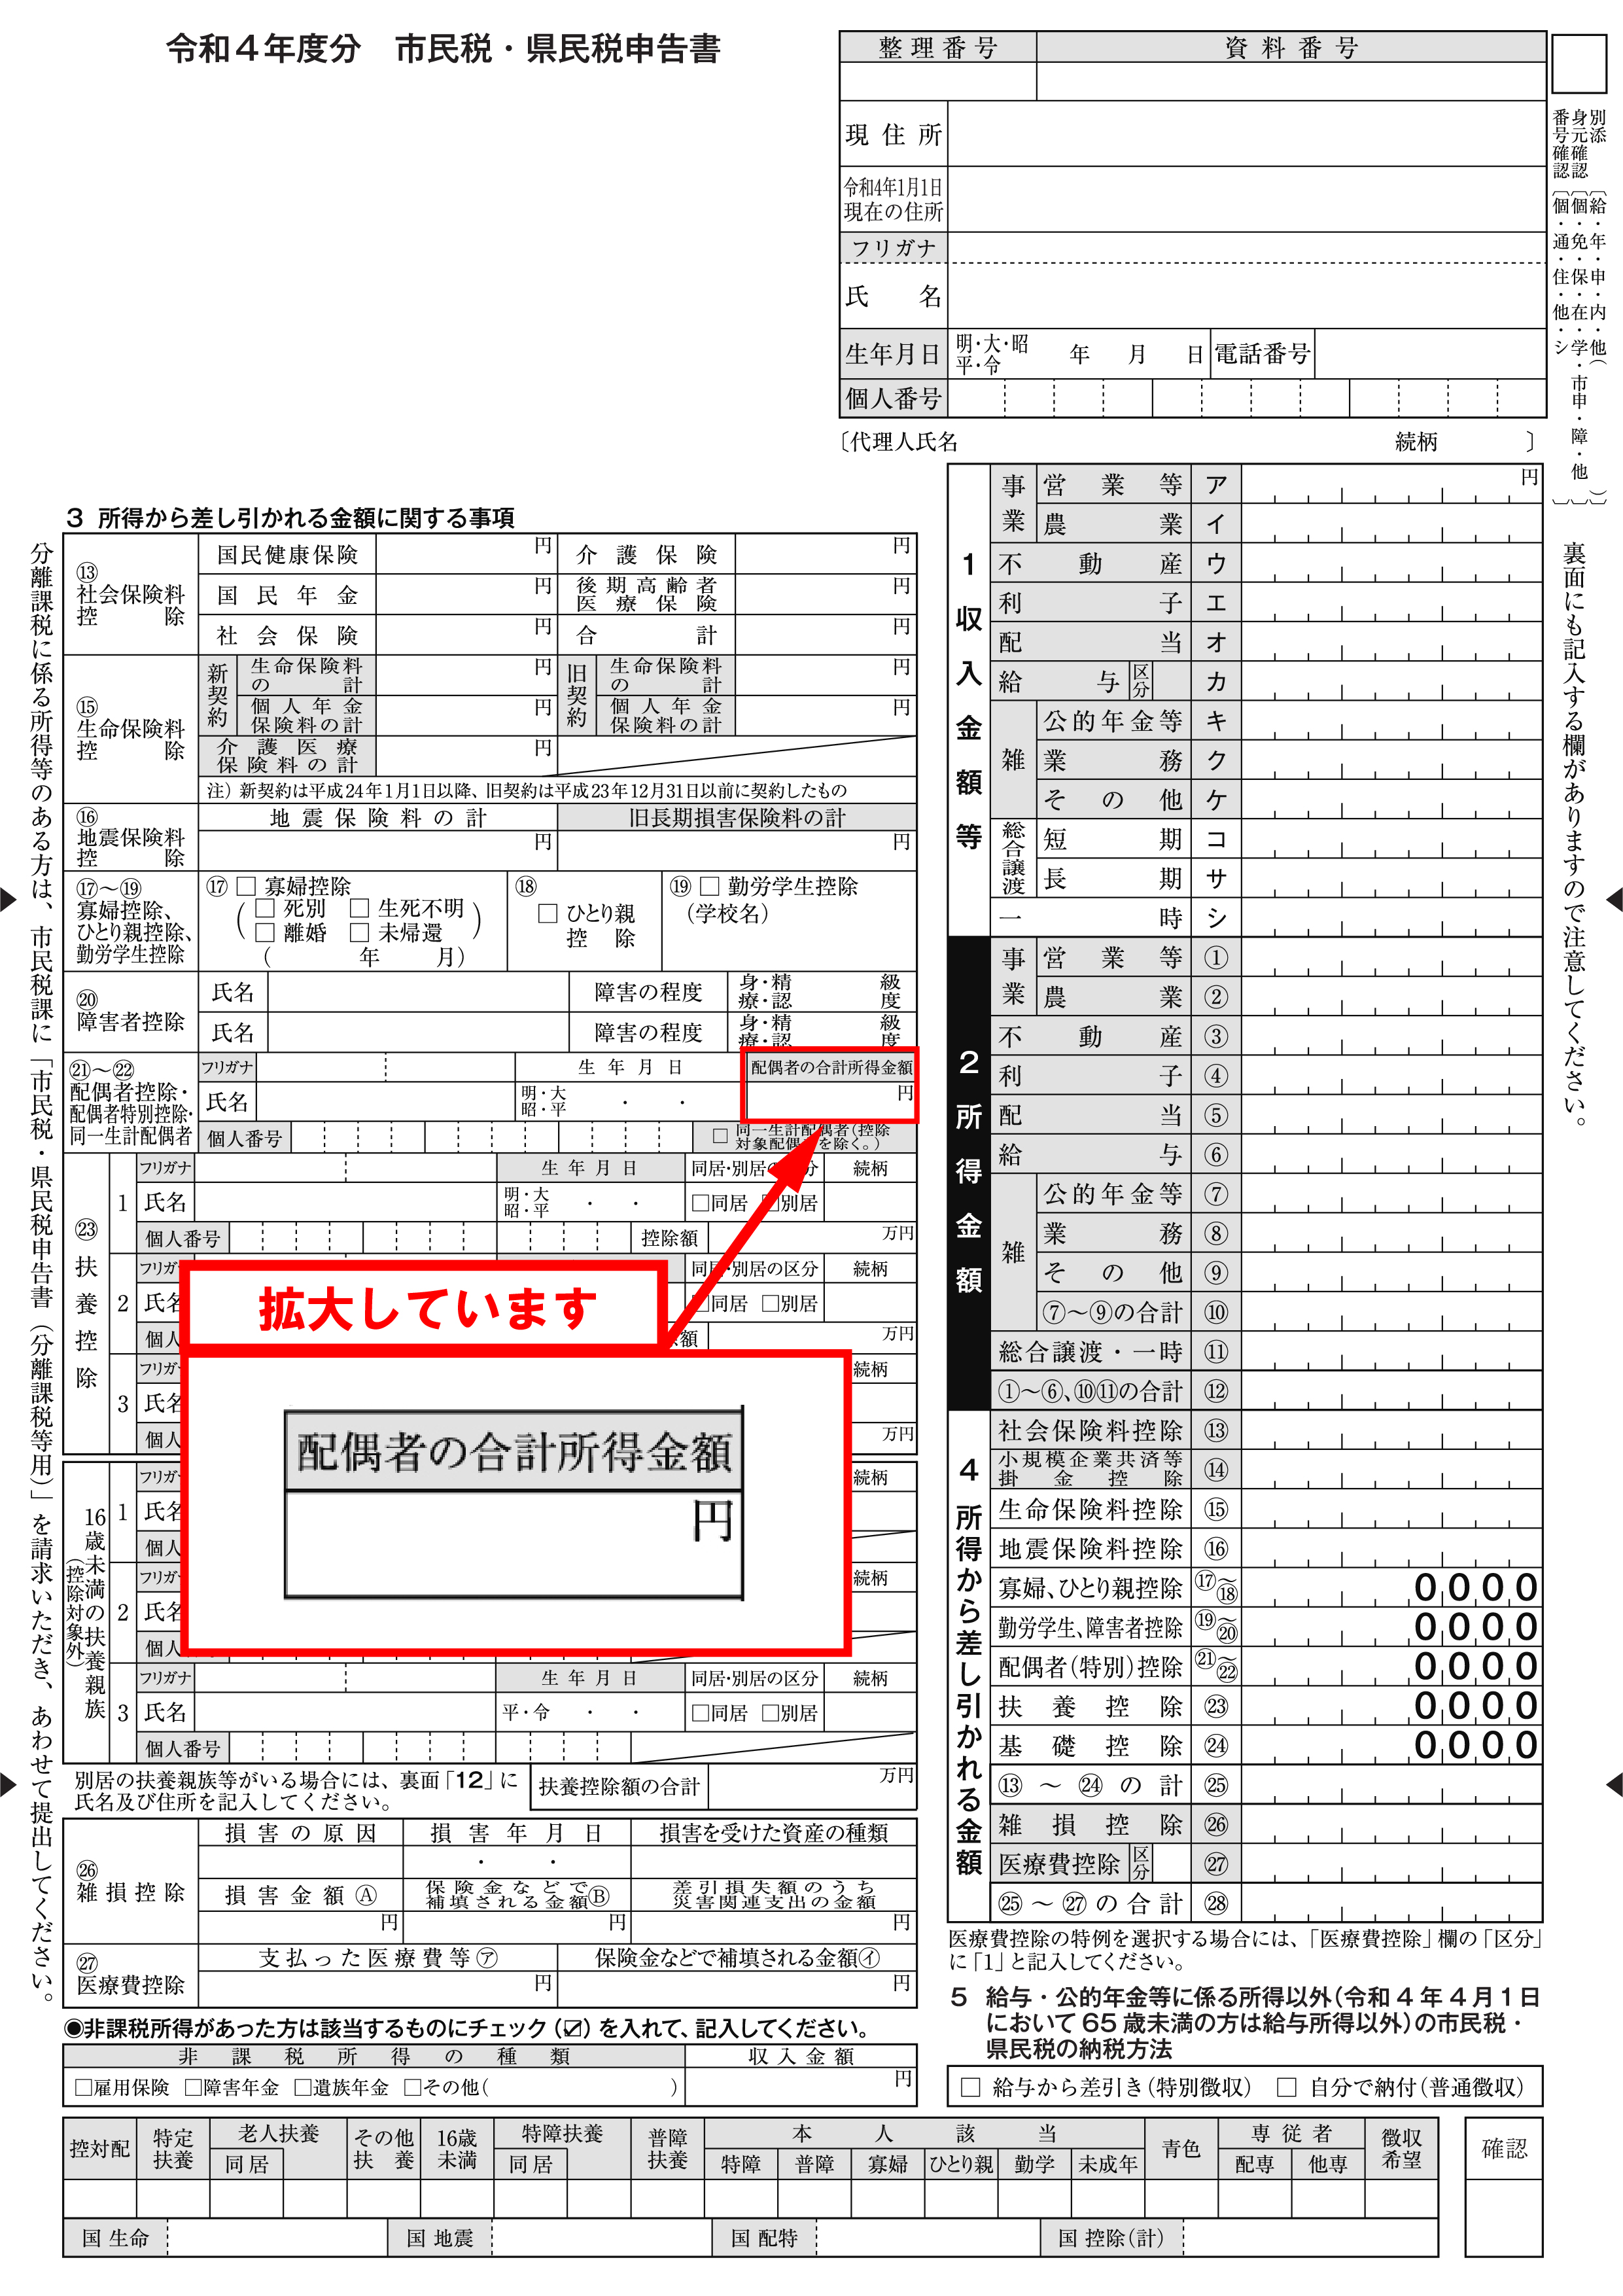 令和４年度分　市民税・県民税申告書
整理番号　資料番号
現住所
令和4年1月1日
現在の住所
フリガナ
氏　名
生年月日　明・大・昭　平・令　年　月　日　電話番号
個人番号
〔代理人氏名　続柄　〕
別添〔給・年・申・内・他（　）〕
身元確認〔個・免・保・在・学・市申・障・他〕
番号確認〔個・通・住・他・シ〕
裏面にも記入する欄がありますので注意してください。
分離課税に係る所得等のある方は、市民税課に「市民税・県民税申告書（分離課税等用）」を請求いただき、あわせて提出してください。
3　所得から差し引かれる金額に関する事項
⑬社会保険料控除
国民健康保険　円　介護保険　円
国民年金　円　後期高齢者医療保険　円
社会保険　円　合計　円
⑮生命保険料控除
新契約　生命保険料の計　円　旧契約　生命保険料の計　円
個人年金保険料の計　円　個人年金保険料の計　円
介護医療保険料の計　円
注）新契約は平成24年1月1日以降、旧契約は平成23年12月31日以前に契約したもの
⑯地震保険料控除
地震保険料の計　旧長期損害保険料の計
円　円
⑰～⑲寡婦控除、ひとり親控除、勤労学生控除
⑰□寡婦控除　⑱□ひとり親控除　⑲□勤労学生控除
（□死別　□生死不明　（学校名）
□離婚　□未帰還）
（　年　月）
⑳障害者控除
氏名　障害の程度　身・精　療・認　級　度
氏名　障害の程度　身・精　療・認　級　度
㉑～㉒
配偶者控除・
配偶者特別控除・
同一生計配偶者
フリガナ　生年月日　配偶者の合計所得金額
氏名　明・大　昭・平　・　・　円
個人番号　□同一生計配偶者（控除対象配偶者を除く。）
㉓扶養控除
1　フリガナ　生年月日　同居・別居の区分　続柄
氏名　明・大　昭・平　・　・　□同居　□別居
個人番号　控除額　万円
2　フリガナ　同居・別居の区分　続柄
氏名　□同居　□別居
個人　額　万円
3　フリガナ　続柄
氏名
個人　万円
拡大しています
配偶者の合計所得金額
円
16歳未満の扶養親族（控除対象外）
1　フリガ　続柄
氏名
個人
2　フリガ　続柄
氏名
個人
3　フリガナ　生年月日　同居・別居の区分　続柄
氏名　平・令　・　・　□同居　□別居
個人番号
別居の扶養親族等がいる場合には、裏面「12」に
氏名及び住所を記入してください。
扶養控除額の合計　万円
㉖雑損控除
損害の原因　損害年月日　損害を受けた資産の種類
・　・
損害金額Ⓐ　保険金などで補填される金額Ⓑ　差引損失額のうち災害関連支出の金額
円　円　円
㉗医療費控除
支払った医療費等㋐　保険金などで補填される金額㋑
円　円
◉非課税所得があった方は該当するものにチェック（☑）を入れて、記入してください。
非課税所得の種類　収入金額
□雇用保険　□障害年金　□遺族年金　□その他（　）　円
1　収入金額等
事業　営業等　ア　円
農業　イ
不動産　ウ
利子　エ
配当　オ
給与　区分　カ
雑　公的年金等　キ
業務　ク
その他　ケ
総合譲渡　短期　コ
長期　サ
一時　シ
2　所得金額
事業　営業等　①
農業　②
不動産　③
利子　④
配当　⑤
給与　⑥
雑　公的年金等　⑦
業務　⑧
その他　⑨
⑦～⑨の合計　⑩
総合譲渡・一時　⑪
①～⑥、⑩⑪の合計　⑫
4　所得から差し引かれる金額
社会保険料控除　⑬
小規模企業共済等掛金控除　⑭
生命保険料控除　⑮
地震保険料控除　⑯
寡婦、ひとり親控除　⑰～⑱　0000
勤労学生、障害者控除　⑲～⑳　0000
配偶者（特別）控除　㉑～㉒　0000
扶養控除　㉓　0000
基礎控除　㉔　0000
⑬～㉔の計　㉕
雑損控除　㉖
医療費控除　区分　㉗
㉕～㉗の合計　㉘
医療費控除の特例を選択する場合には、「医療費控除」欄の「区分」
に「1」と記入してください。
5　給与・公的年金等に係る所得以外（令和４年４月１日
において65歳未満の方は給与所得以外）の市民税・
県民税の納税方法
□　給与から差引き（特別徴収）　□　自分で納付（普通徴収）
控対配　特定扶養　老人扶養　同居　その他扶養　16歳未満　特障扶養　同居　普障扶養　本人該当　特障　普障　寡婦　ひとり親　勤学　未成年　青色　専従者　配専　他専　徴収希望　確認
国　生命　国　地震　国　配特　国　控除（計）